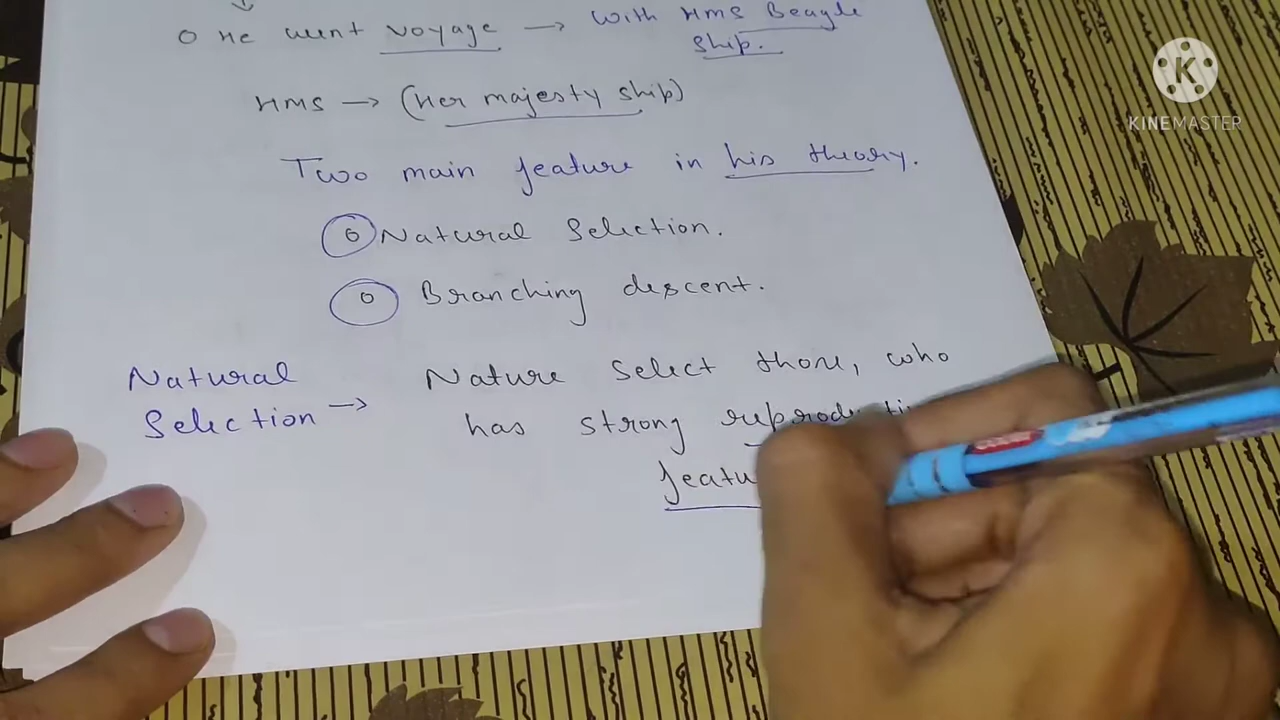 o He went voyage → with HMS Beagle
ship.
HMS → (Her majesty ship)
Two main feature in his theory.
o Natural Selection.
o Branching descent.
Natural
Selection →
Nature select those, who
has strong
KINEMASTER